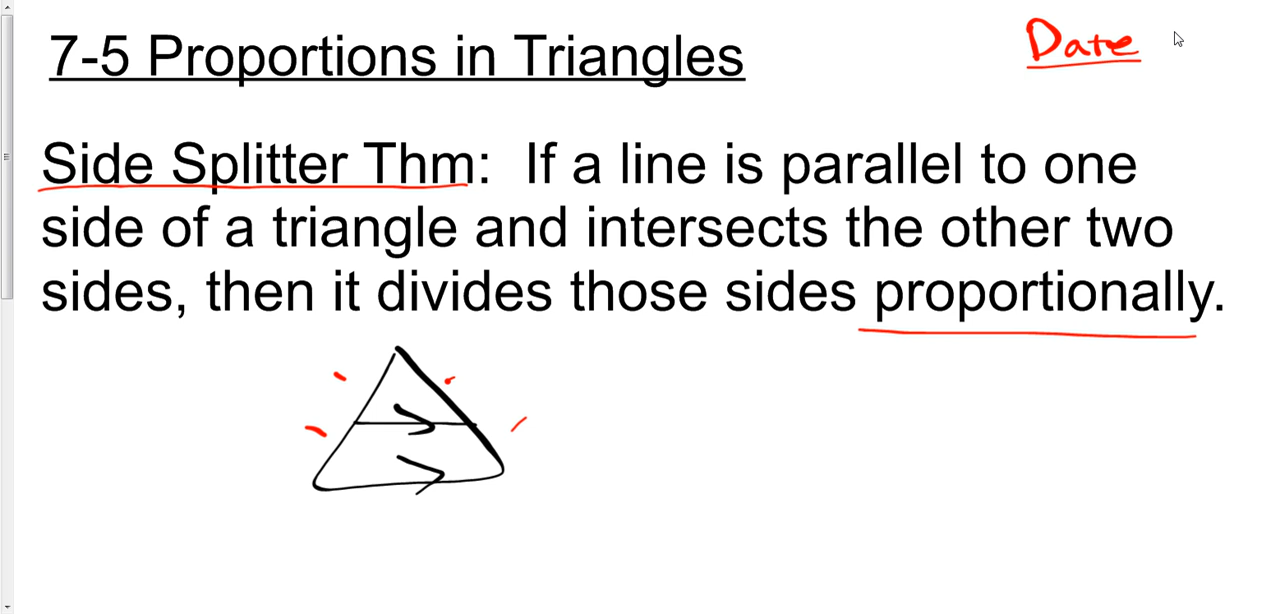 7-5 Proportions in Triangles
Date
Side Splitter Thm: If a line is parallel to one
side of a triangle and intersects the other two
sides, then it divides those sides proportionally.